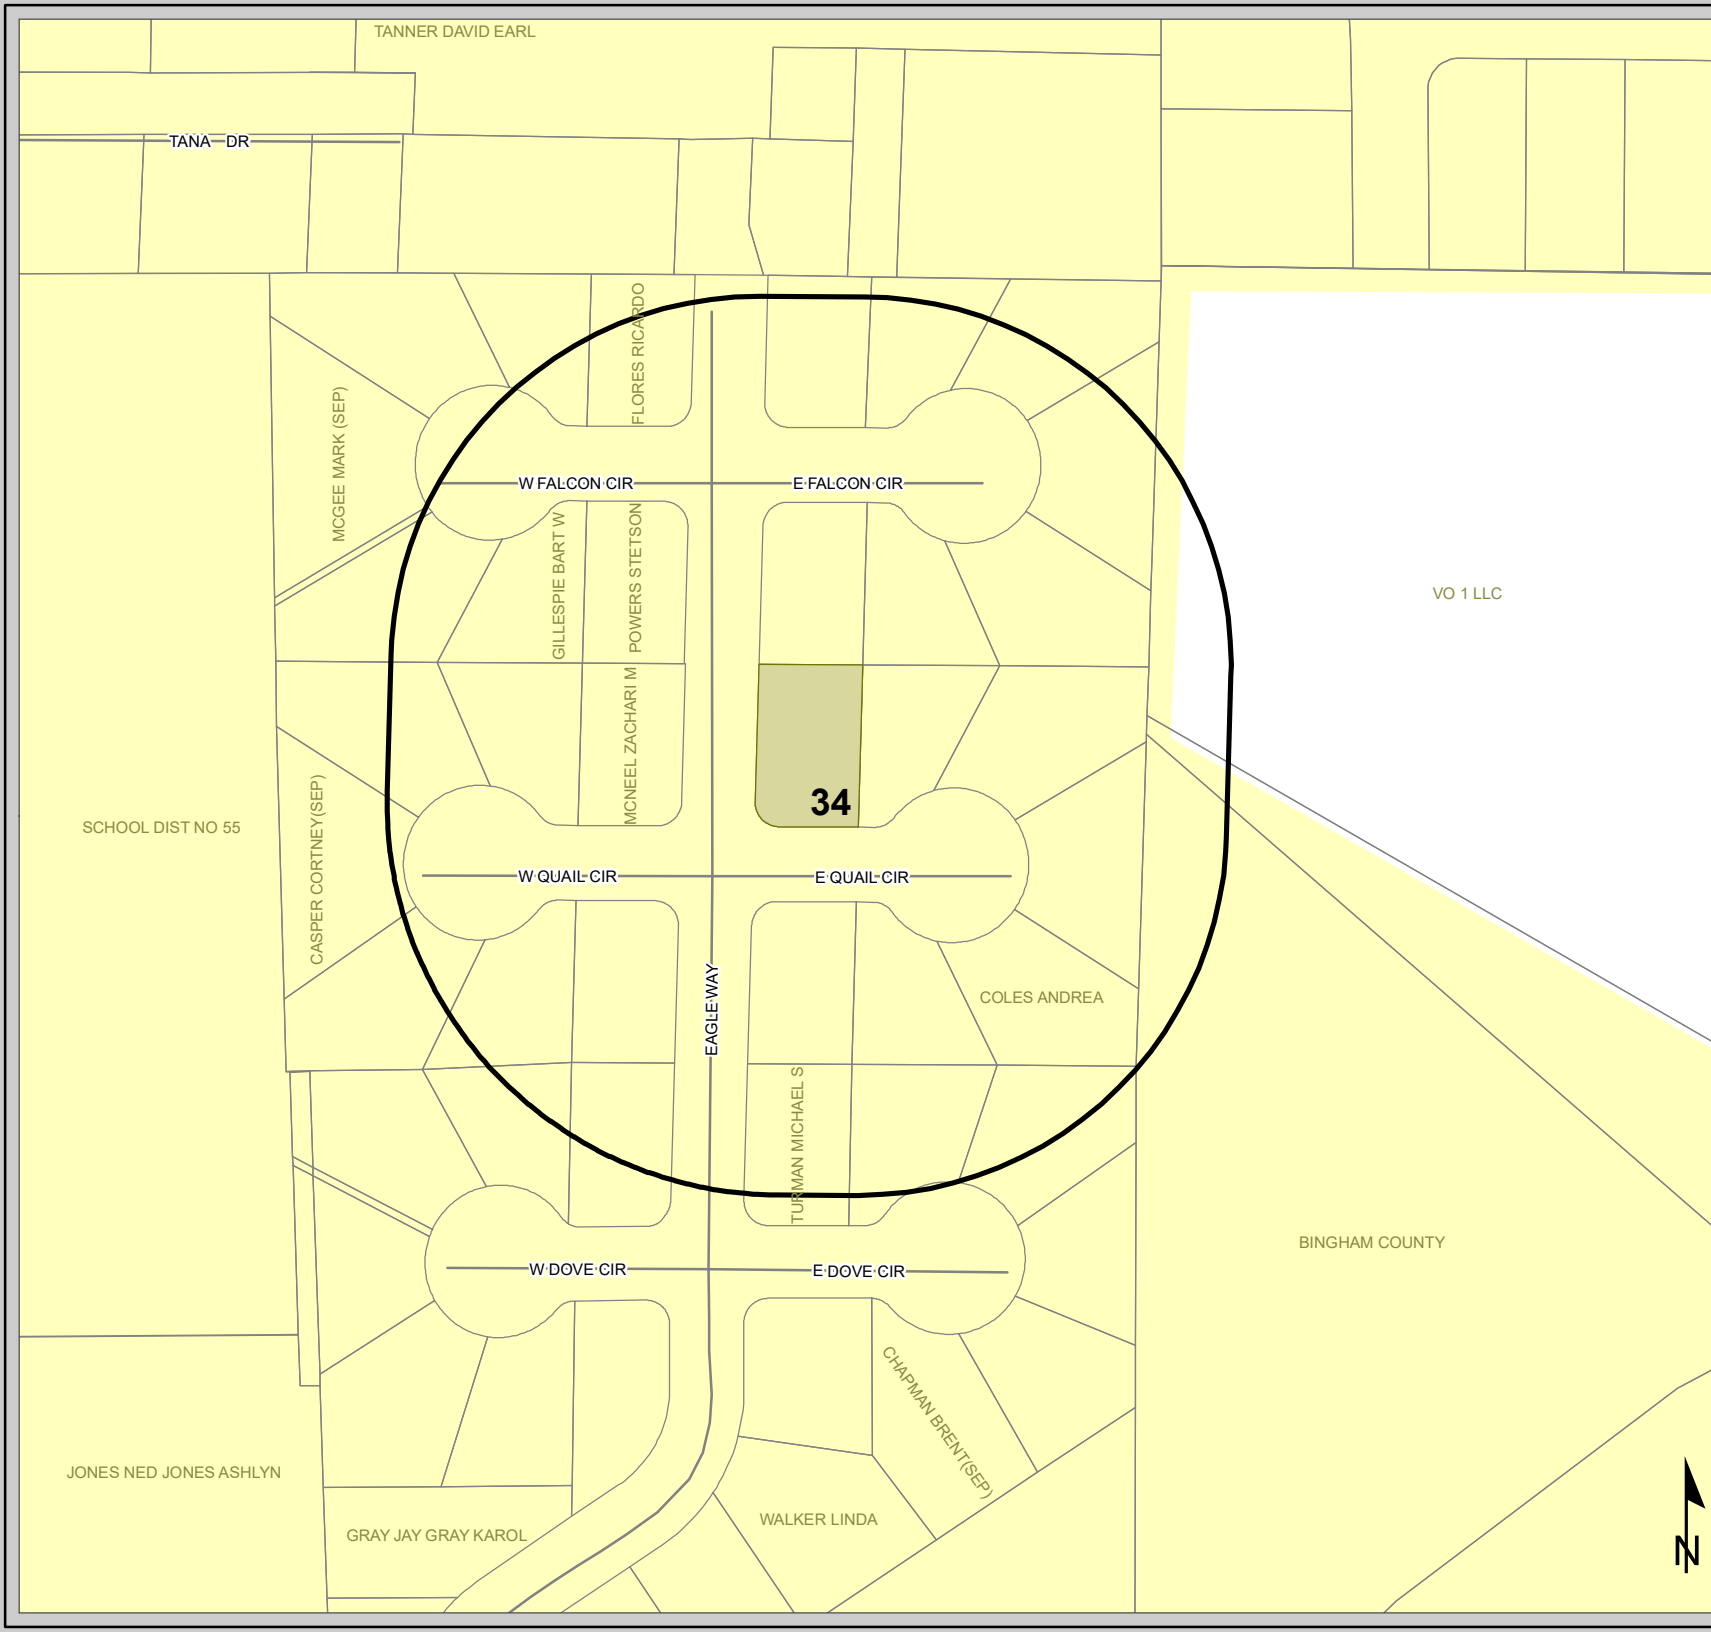 TANNER DAVID EARL
TANA DR
FLORES RICARDO
MCGEE MARK (SEP)
W FALCON CIR
E FALCON CIR
GILLESPIE BART W
POWERS STETSON
VO 1 LLC
MCNEEL ZACHARI M
34
SCHOOL DIST NO 55
CASPER CORTNEY(SEP)
W QUAIL CIR
E QUAIL CIR
EAGLE WAY
COLES ANDREA
TURMAN MICHAEL S
BINGHAM COUNTY
W DOVE CIR
E DOVE CIR
CHAPMAN BRENT(SEP)
JONES NED JONES ASHLYN
WALKER LINDA
GRAY JAY GRAY KAROL
N